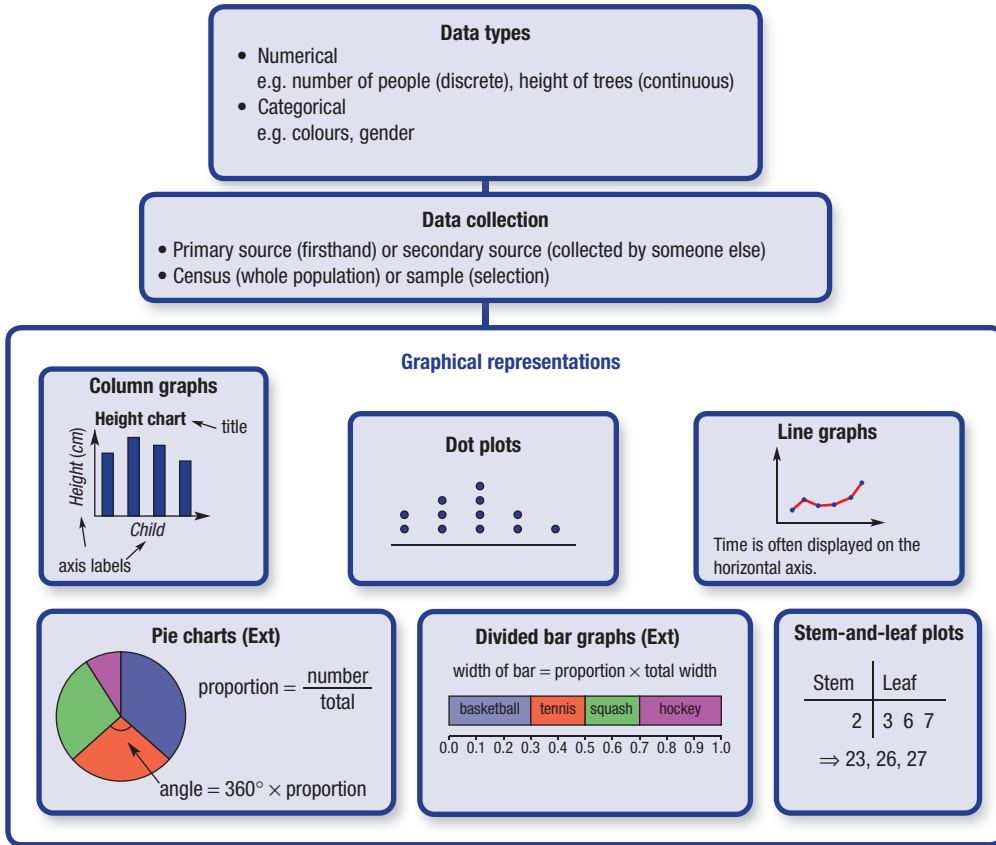 Data types
• Numerical
e.g. number of people (discrete), height of trees (continuous)
• Categorical
e.g. colours, gender
Data collection
• Primary source (firsthand) or secondary source (collected by someone else)
• Census (whole population) or sample (selection)
Graphical representations
Column graphs
Height chart
title
Height (cm)
Child
axis labels
Dot plots
Line graphs
Time is often displayed on the
horizontal axis.
Pie charts (Ext)
proportion = number
total
angle = 360° × proportion
Divided bar graphs (Ext)
width of bar = proportion × total width
basketball tennis squash hockey
0.0 0.1 0.2 0.3 0.4 0.5 0.6 0.7 0.8 0.9 1.0
Stem-and-leaf plots
Stem Leaf
2 3 6 7
⇒ 23, 26, 27